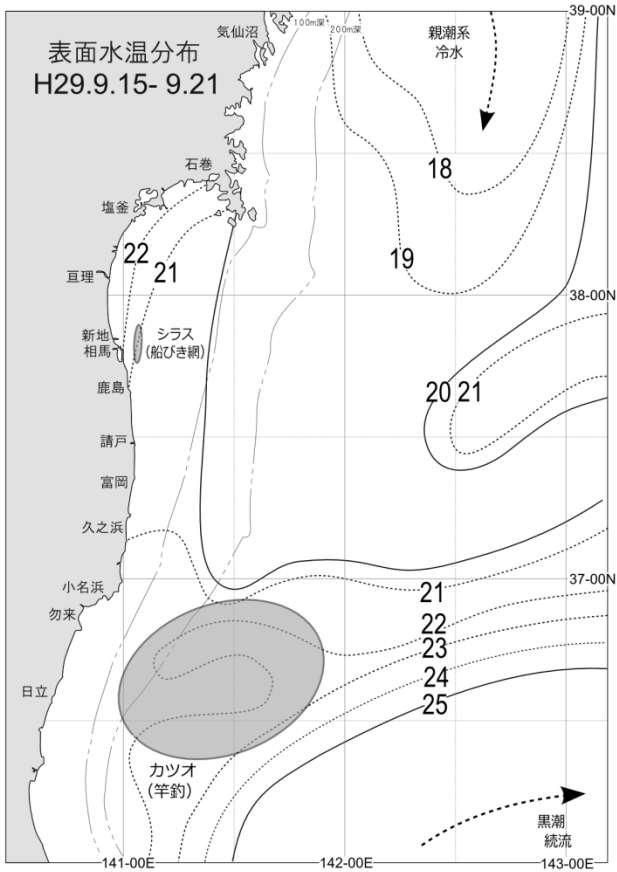 39-00N
気仙沼
100m深
200m深
親潮系
冷水
表面水温分布
H29.9.15- 9.21
石巻
18
塩釜
22
21
19
亘理
38-00N
新地
相馬
シラス
(船びき網)
鹿島
20
21
請戸
富岡
久之浜
37-00N
小名浜
21
勿来
22
23
24
日立
25
カツオ
(竿釣)
黒潮
続流
141-00E
142-00E
143-00E